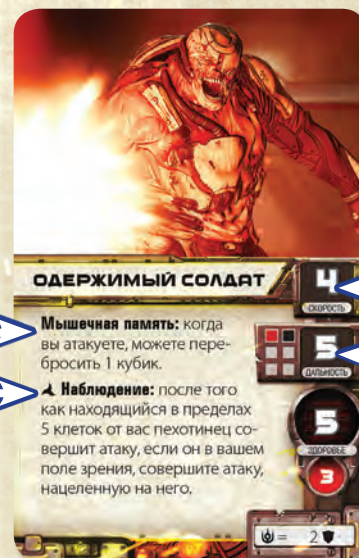 ОДЕРЖИМЫЙ СОЛДАТ
4
СКОРОСТЬ
Мышечная память: когда
вы атакуете, можете пере-
бросить 1 кубик.
5
ДАЛЬНОСТЬ
Наблюдение: после того
как находящийся в пределах
5 клеток от вас пехотинец со-
вершит атаку, если он в вашем
поле зрения, совершите атаку,
нацеленную на него.
5
ЗДОРОВЬЕ
3
= 2